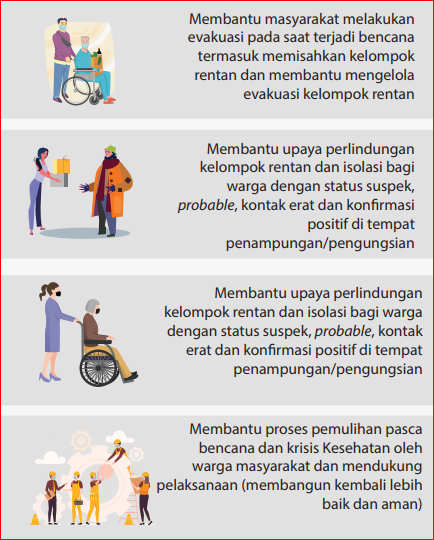 Membantu masyarakat melakukan
evakuasi pada saat terjadi bencana
termasuk memisahkan kelompok
rentan dan membantu mengelola
evakuasi kelompok rentan
Membantu upaya perlindungan
kelompok rentan dan isolasi bagi
warga dengan status suspek,
probable, kontak erat dan konfirmasi
positif di tempat
penampungan/pengungsian
Membantu upaya perlindungan
kelompok rentan dan isolasi bagi warga
dengan status suspek, probable, kontak
erat dan konfirmasi positif di tempat
penampungan/pengungsian
Membantu proses pemulihan pasca
bencana dan krisis Kesehatan oleh
warga masyarakat dan mendukung
pelaksanaan (membangun kembali lebih
baik dan aman)